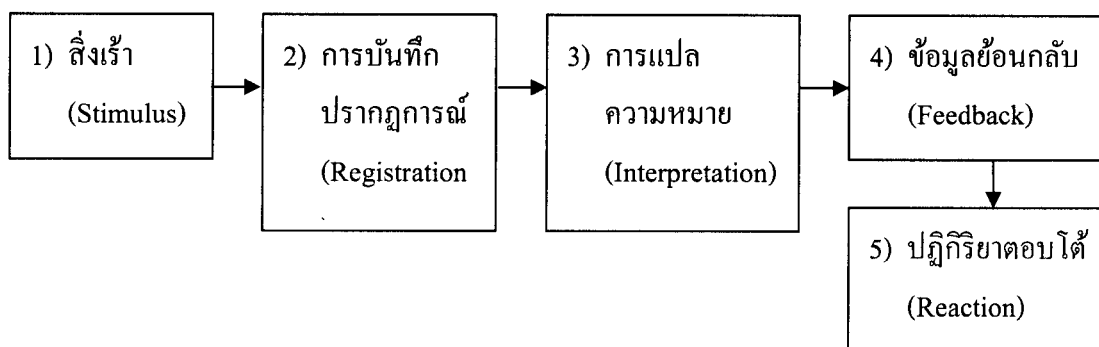 1) สิ่งเร้า
(Stimulus)
2) การบันทึก
ปรากฏการณ์
(Registration
3) การแปล
ความหมาย
(Interpretation)
4) ข้อมูลย้อนกลับ
(Feedback)
5) ปฏิกิริยาตอบโต้
(Reaction)